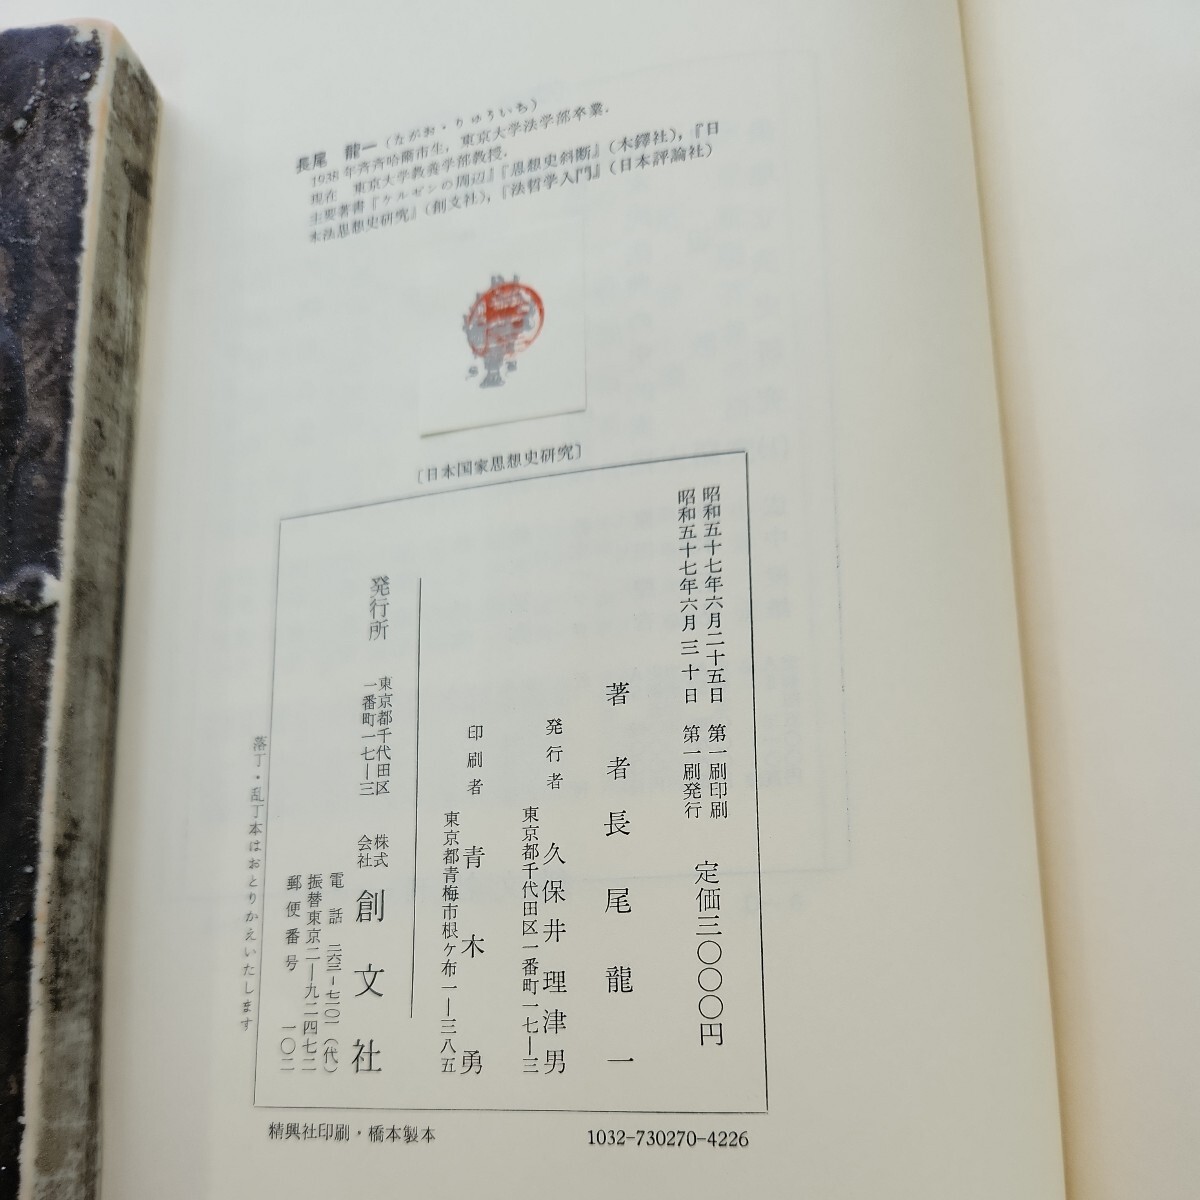 長尾 龍一(ながお・りゅういち)
1938年斉斉哈爾市生，東京大学法学部卒業．
現在 東京大学教養学部教授．
主要著書『ケルゼンの周辺』『思想史斜断』(木鐸社)，『日
本法思想史研究』(創文社)，『法哲学入門』(日本評論社)
〔日本国家思想史研究〕
昭和五十七年六月二十五日 第一刷印刷
昭和五十七年六月三十日 第一刷発行
定価三〇〇〇円
著者 長尾龍一
発行者 久保井理津男
東京都千代田区一番町一七―三
印刷者 青木勇
東京都青梅市根ケ布一―三八五
発行所
東京都千代田区
一番町一七―三
株式
会社
創文社
電話 二六三―七一〇一(代)
振替東京二―九二四七二
郵便番号 一〇二
落丁・乱丁本はおとりかえいたします
精興社印刷・橋本製本
1032-730270-4226